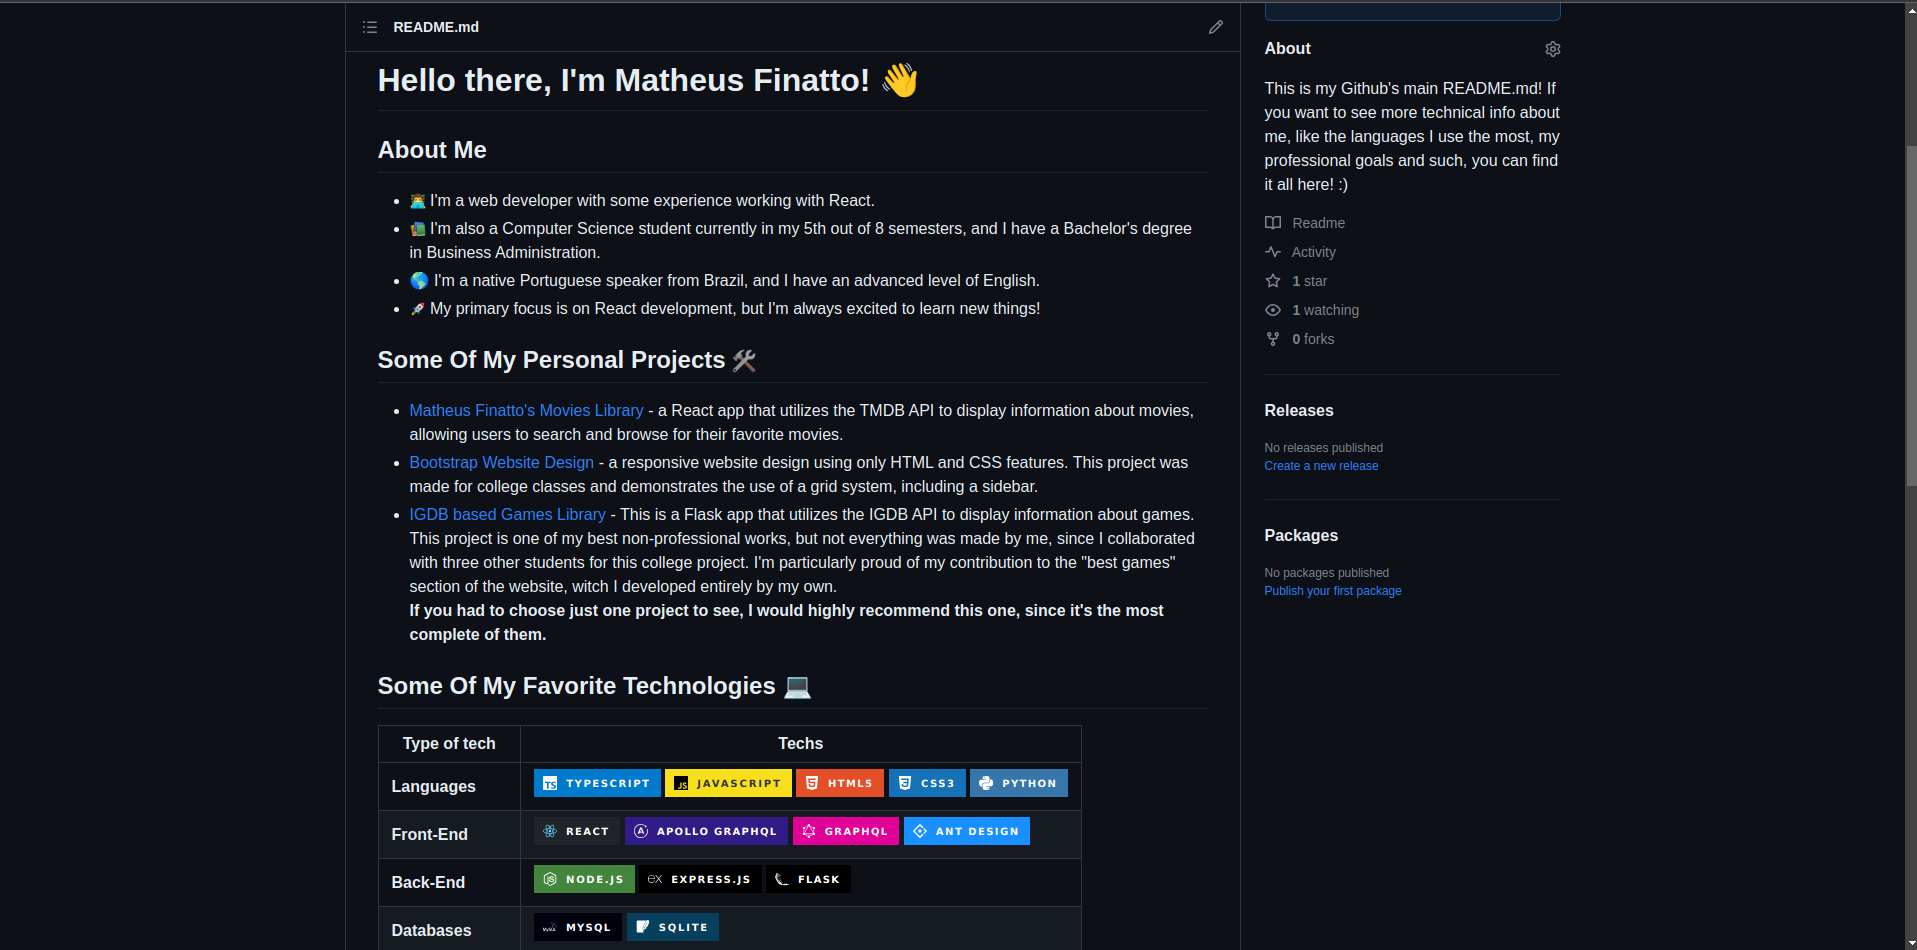 README.md
Hello there, I'm Matheus Finatto! 👋
About Me
👨‍💻 I'm a web developer with some experience working with React.
📚 I'm also a Computer Science student currently in my 5th out of 8 semesters, and I have a Bachelor's degree
in Business Administration.
🌎 I'm a native Portuguese speaker from Brazil, and I have an advanced level of English.
🚀 My primary focus is on React development, but I'm always excited to learn new things!
Some Of My Personal Projects 🛠️
Matheus Finatto's Movies Library - a React app that utilizes the TMDB API to display information about movies,
allowing users to search and browse for their favorite movies.
Bootstrap Website Design - a responsive website design using only HTML and CSS features. This project was
made for college classes and demonstrates the use of a grid system, including a sidebar.
IGDB based Games Library - This is a Flask app that utilizes the IGDB API to display information about games.
This project is one of my best non-professional works, but not everything was made by me, since I collaborated
with three other students for this college project. I'm particularly proud of my contribution to the "best games"
section of the website, witch I developed entirely by my own.
If you had to choose just one project to see, I would highly recommend this one, since it's the most
complete of them.
Some Of My Favorite Technologies 💻
Type of tech Techs
Languages TS TYPESCRIPT JS JAVASCRIPT HTML5 CSS3 PYTHON
Front-End REACT APOLLO GRAPHQL GRAPHQL ANT DESIGN
Back-End NODE.JS ex EXPRESS.JS FLASK
Databases MySQL MYSQL SQLITE
About
This is my Github's main README.md! If
you want to see more technical info about
me, like the languages I use the most, my
professional goals and such, you can find
it all here! :)
Readme
Activity
1 star
1 watching
0 forks
Releases
No releases published
Create a new release
Packages
No packages published
Publish your first package